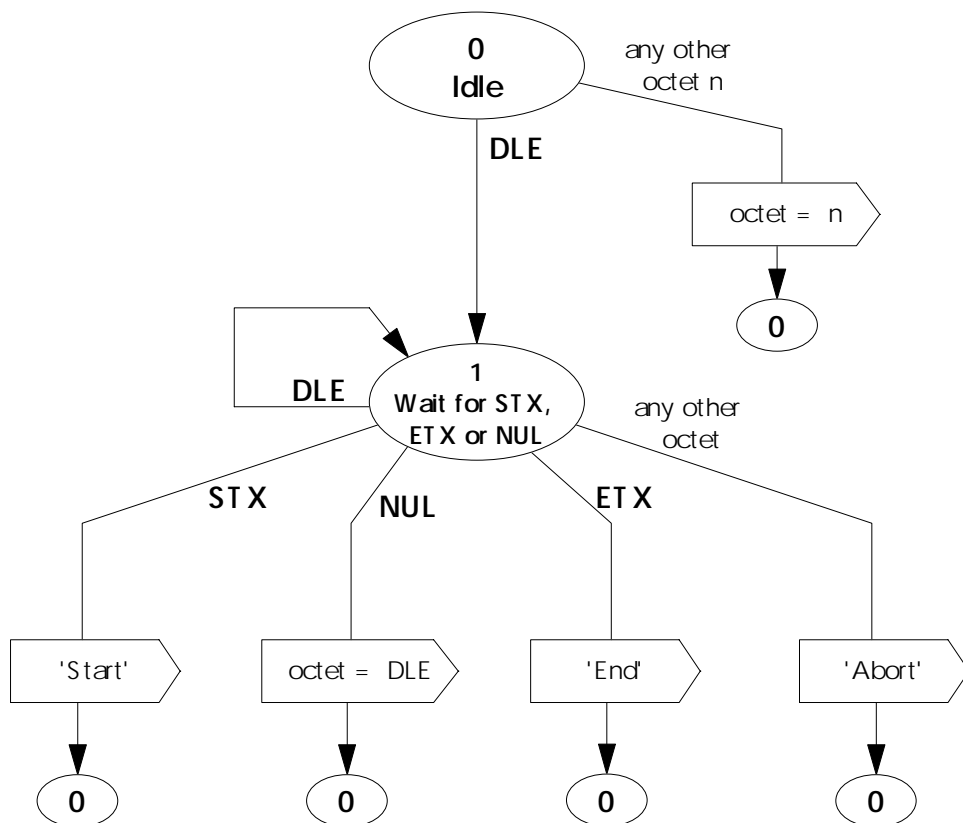 0
Idle
any other
octet n
DLE
octet = n
0
DLE
1
Wait for STX,
ETX or NUL
any other
octet
STX
NUL
ETX
'Start'
octet = DLE
'End'
'Abort'
0
0
0
0